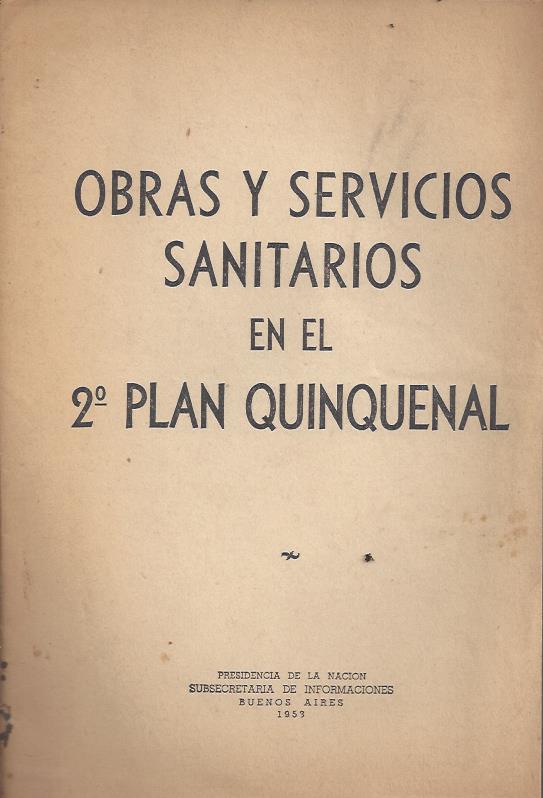 OBRAS Y SERVICIOS
SANITARIOS
EN EL
2º PLAN QUINQUENAL
PRESIDENCIA DE LA NACION
SUBSECRETARIA DE INFORMACIONES
BUENOS AIRES
1953